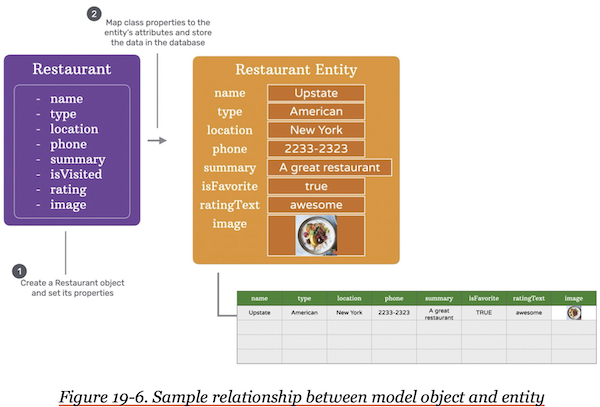 2
Map class properties to the
entity's attributes and store
the data in the database
Restaurant
- name
- type
- location
- phone
- summary
- isVisited
- rating
- image
1
Create a Restaurant object
and set its properties
Restaurant Entity
name Upstate
type American
location New York
phone 2233-2323
summary A great restaurant
isFavorite true
ratingText awesome
image
name type location phone summary isFavorite ratingText image
Upstate American New York 2233-2323 A great restaurant TRUE awesome
Figure 19-6. Sample relationship between model object and entity